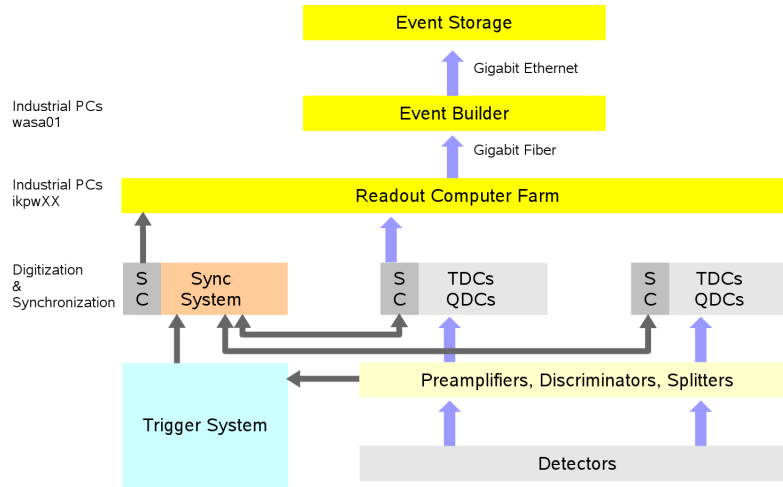 Event Storage
Gigabit Ethernet
Industrial PCs
wasa01
Event Builder
Gigabit Fiber
Industrial PCs
ikpwXX
Readout Computer Farm
Digitization
&
Synchronization
S
C
Sync
System
S
C
TDCs
QDCs
S
C
TDCs
QDCs
Preamplifiers, Discriminators, Splitters
Trigger System
Detectors